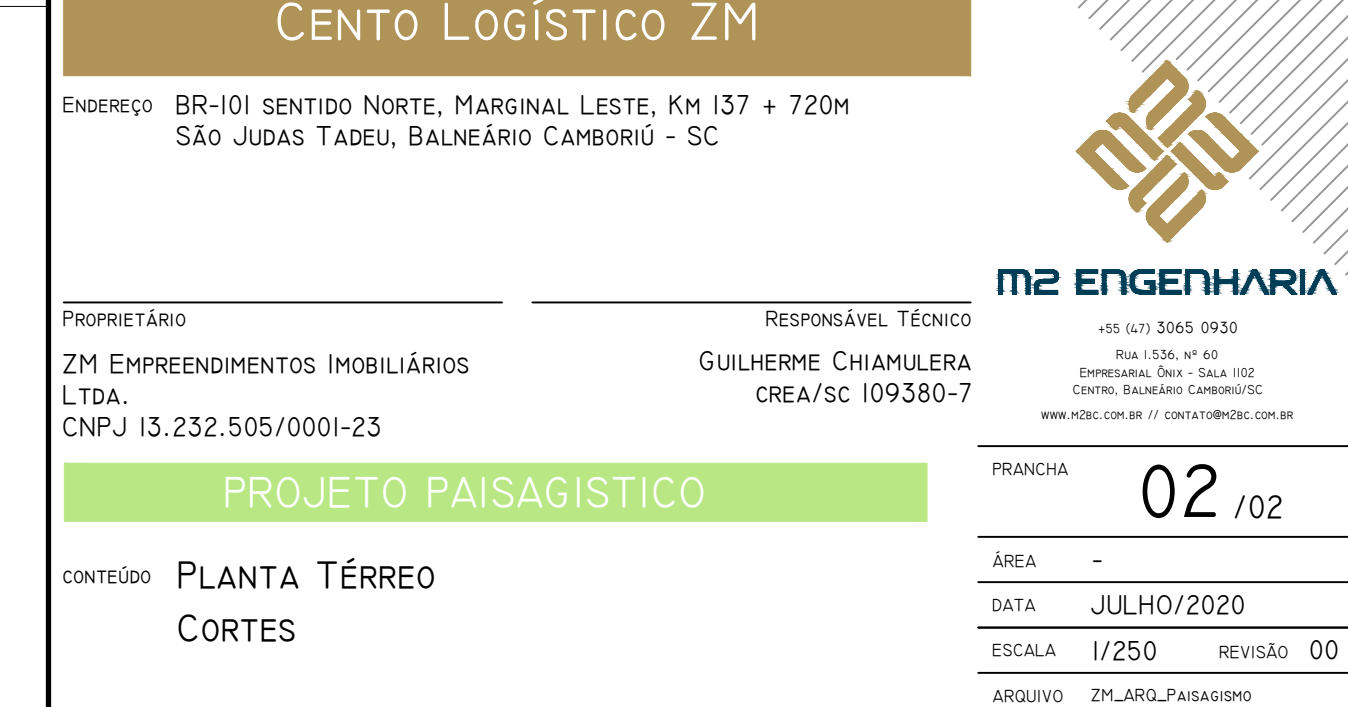 Cento Logístico ZM
Endereço BR-101 sentido Norte, Marginal Leste, Km 137 + 720m
São Judas Tadeu, Balneário Camboriú - SC
Proprietário
ZM Empreendimentos Imobiliários
Ltda.
CNPJ 13.232.505/0001-23
Responsável Técnico
Guilherme Chiamulera
CREA/SC 109380-7
PROJETO PAISAGISTICO
CONTEÚDO Planta Térreo
Cortes
M2 ENGENHARIA
+55 (47) 3065 0930
Rua 1.536, nº 60
Empresarial Ônix - Sala 1102
Centro, Balneário Camboriú/SC
www.m2bc.com.br // contato@m2bc.com.br
PRANCHA 02 /02
ÁREA -
DATA JULHO/2020
ESCALA 1/250 REVISÃO 00
ARQUIVO ZM_ARQ_Paisagismo